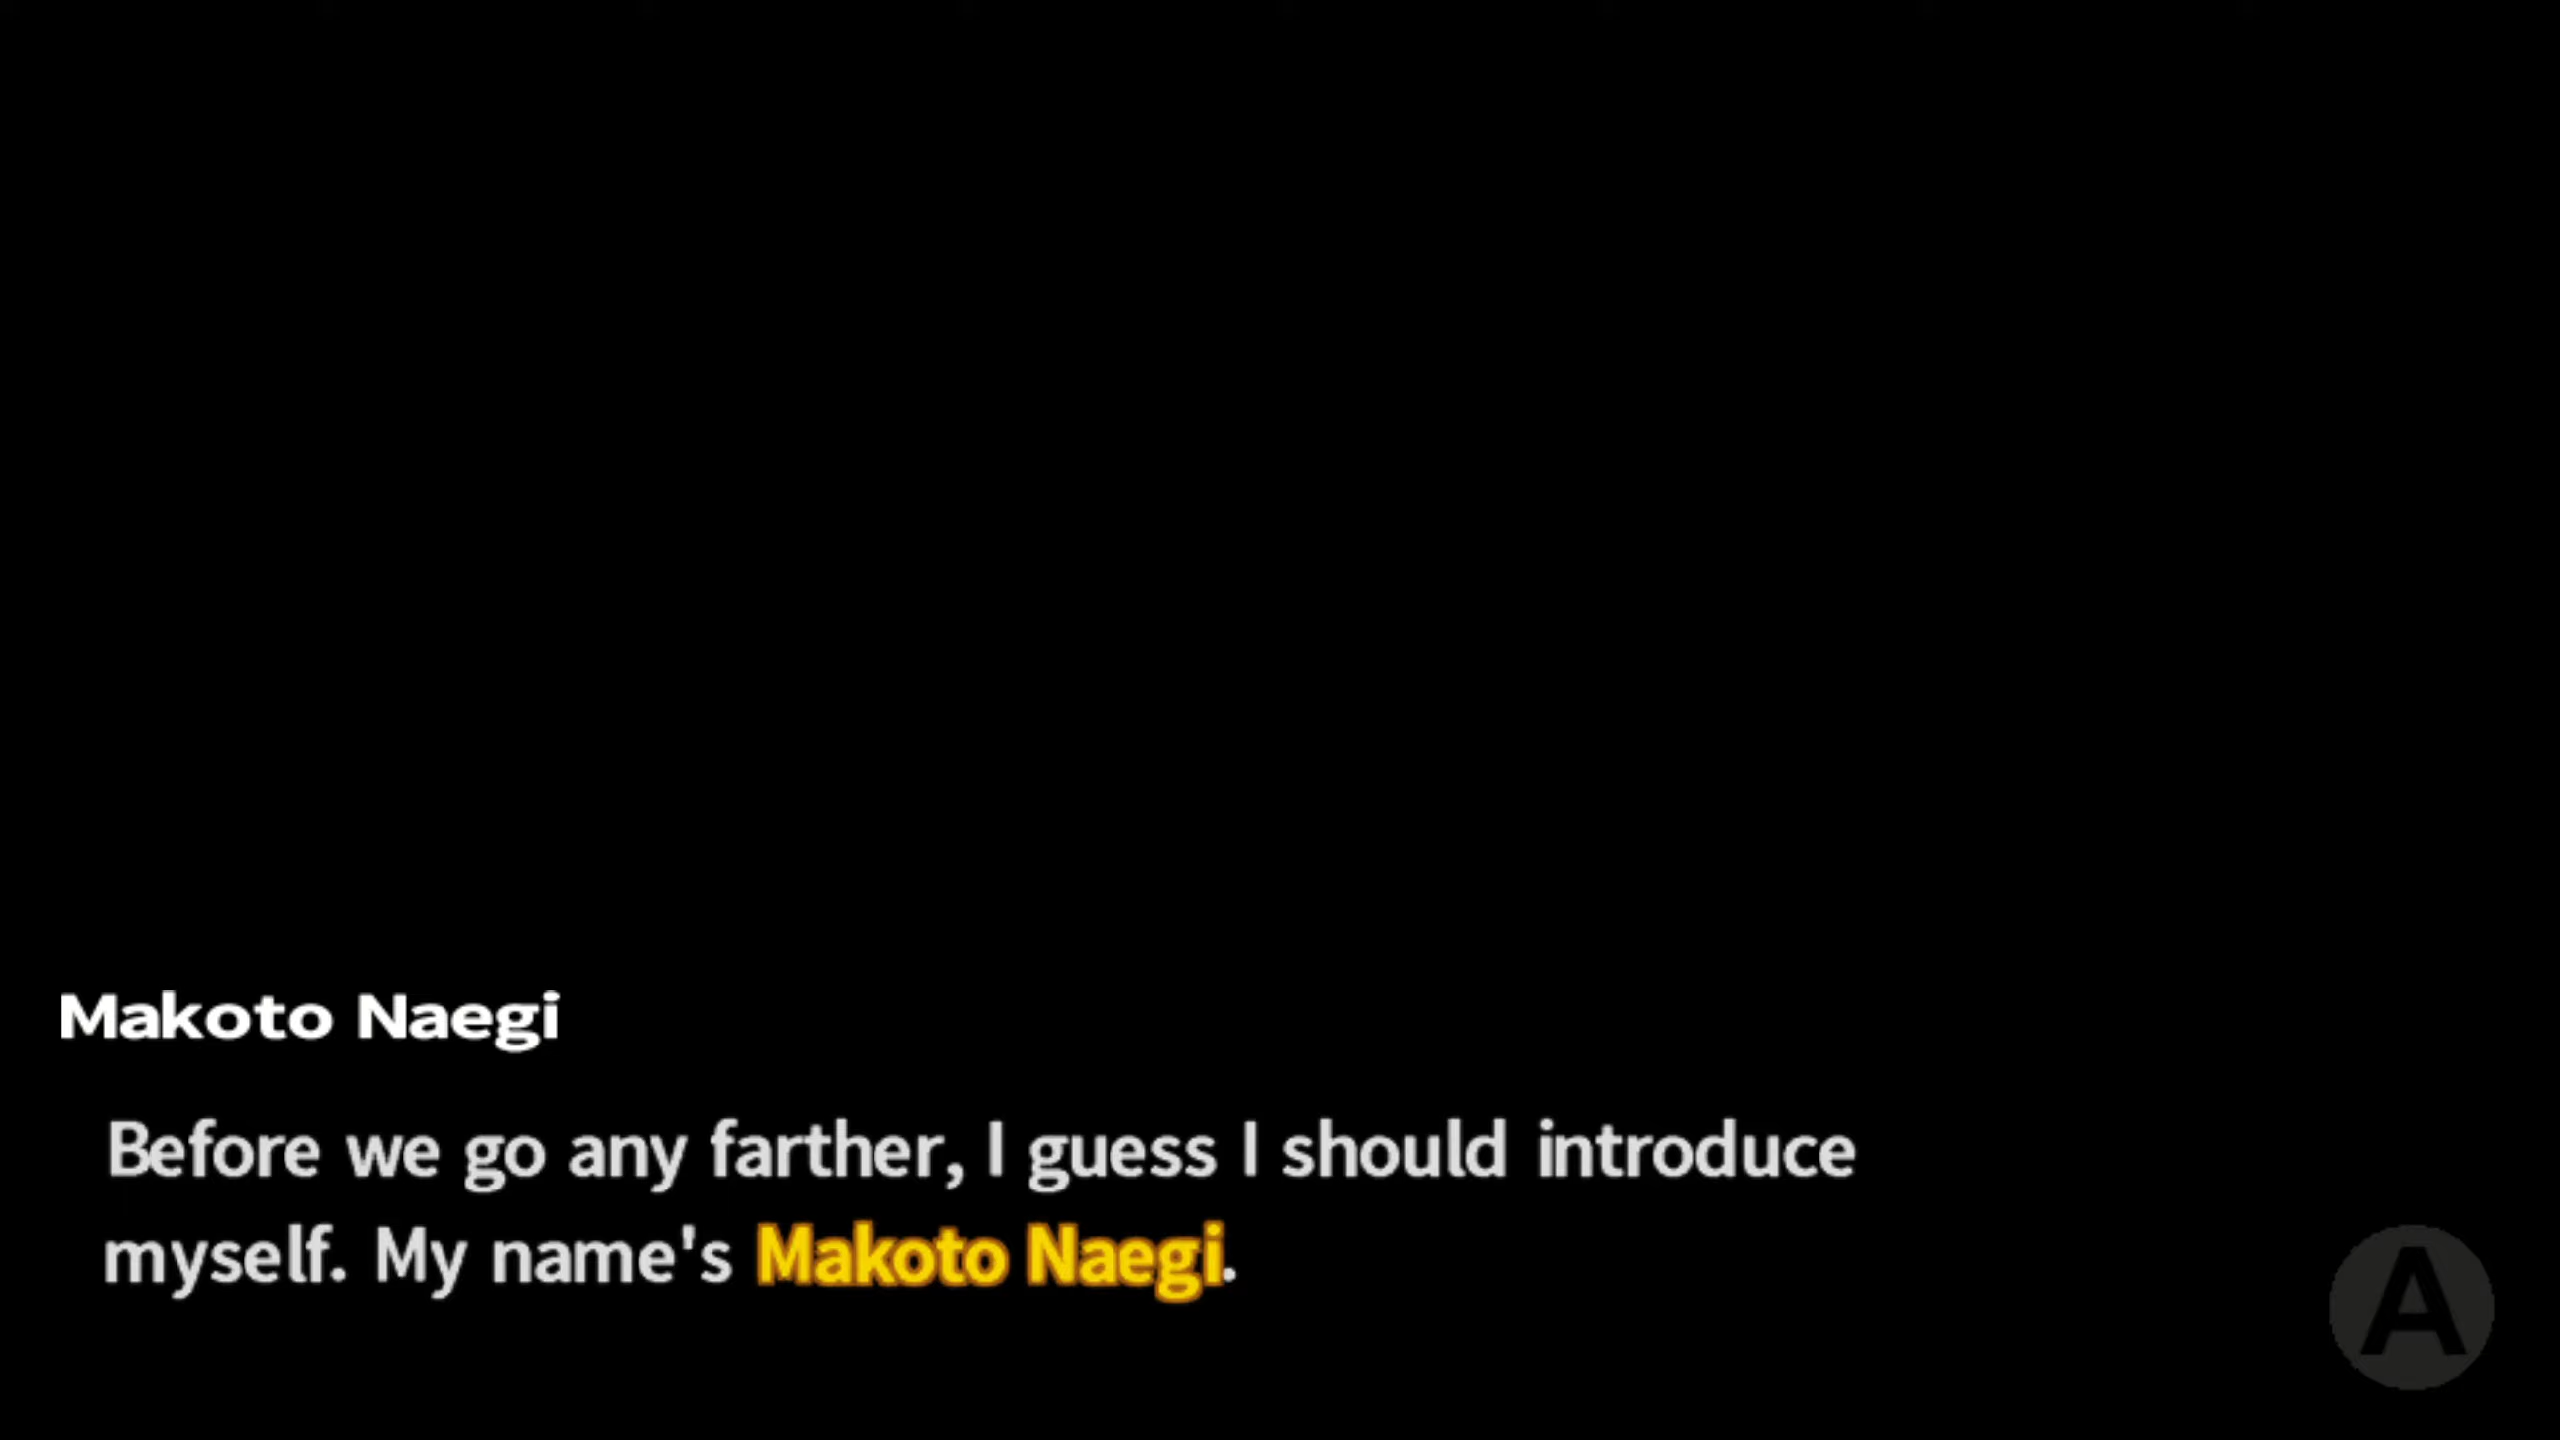 Makoto Naegi
Before we go any farther, I guess I should introduce
myself. My name's Makoto Naegi.
A